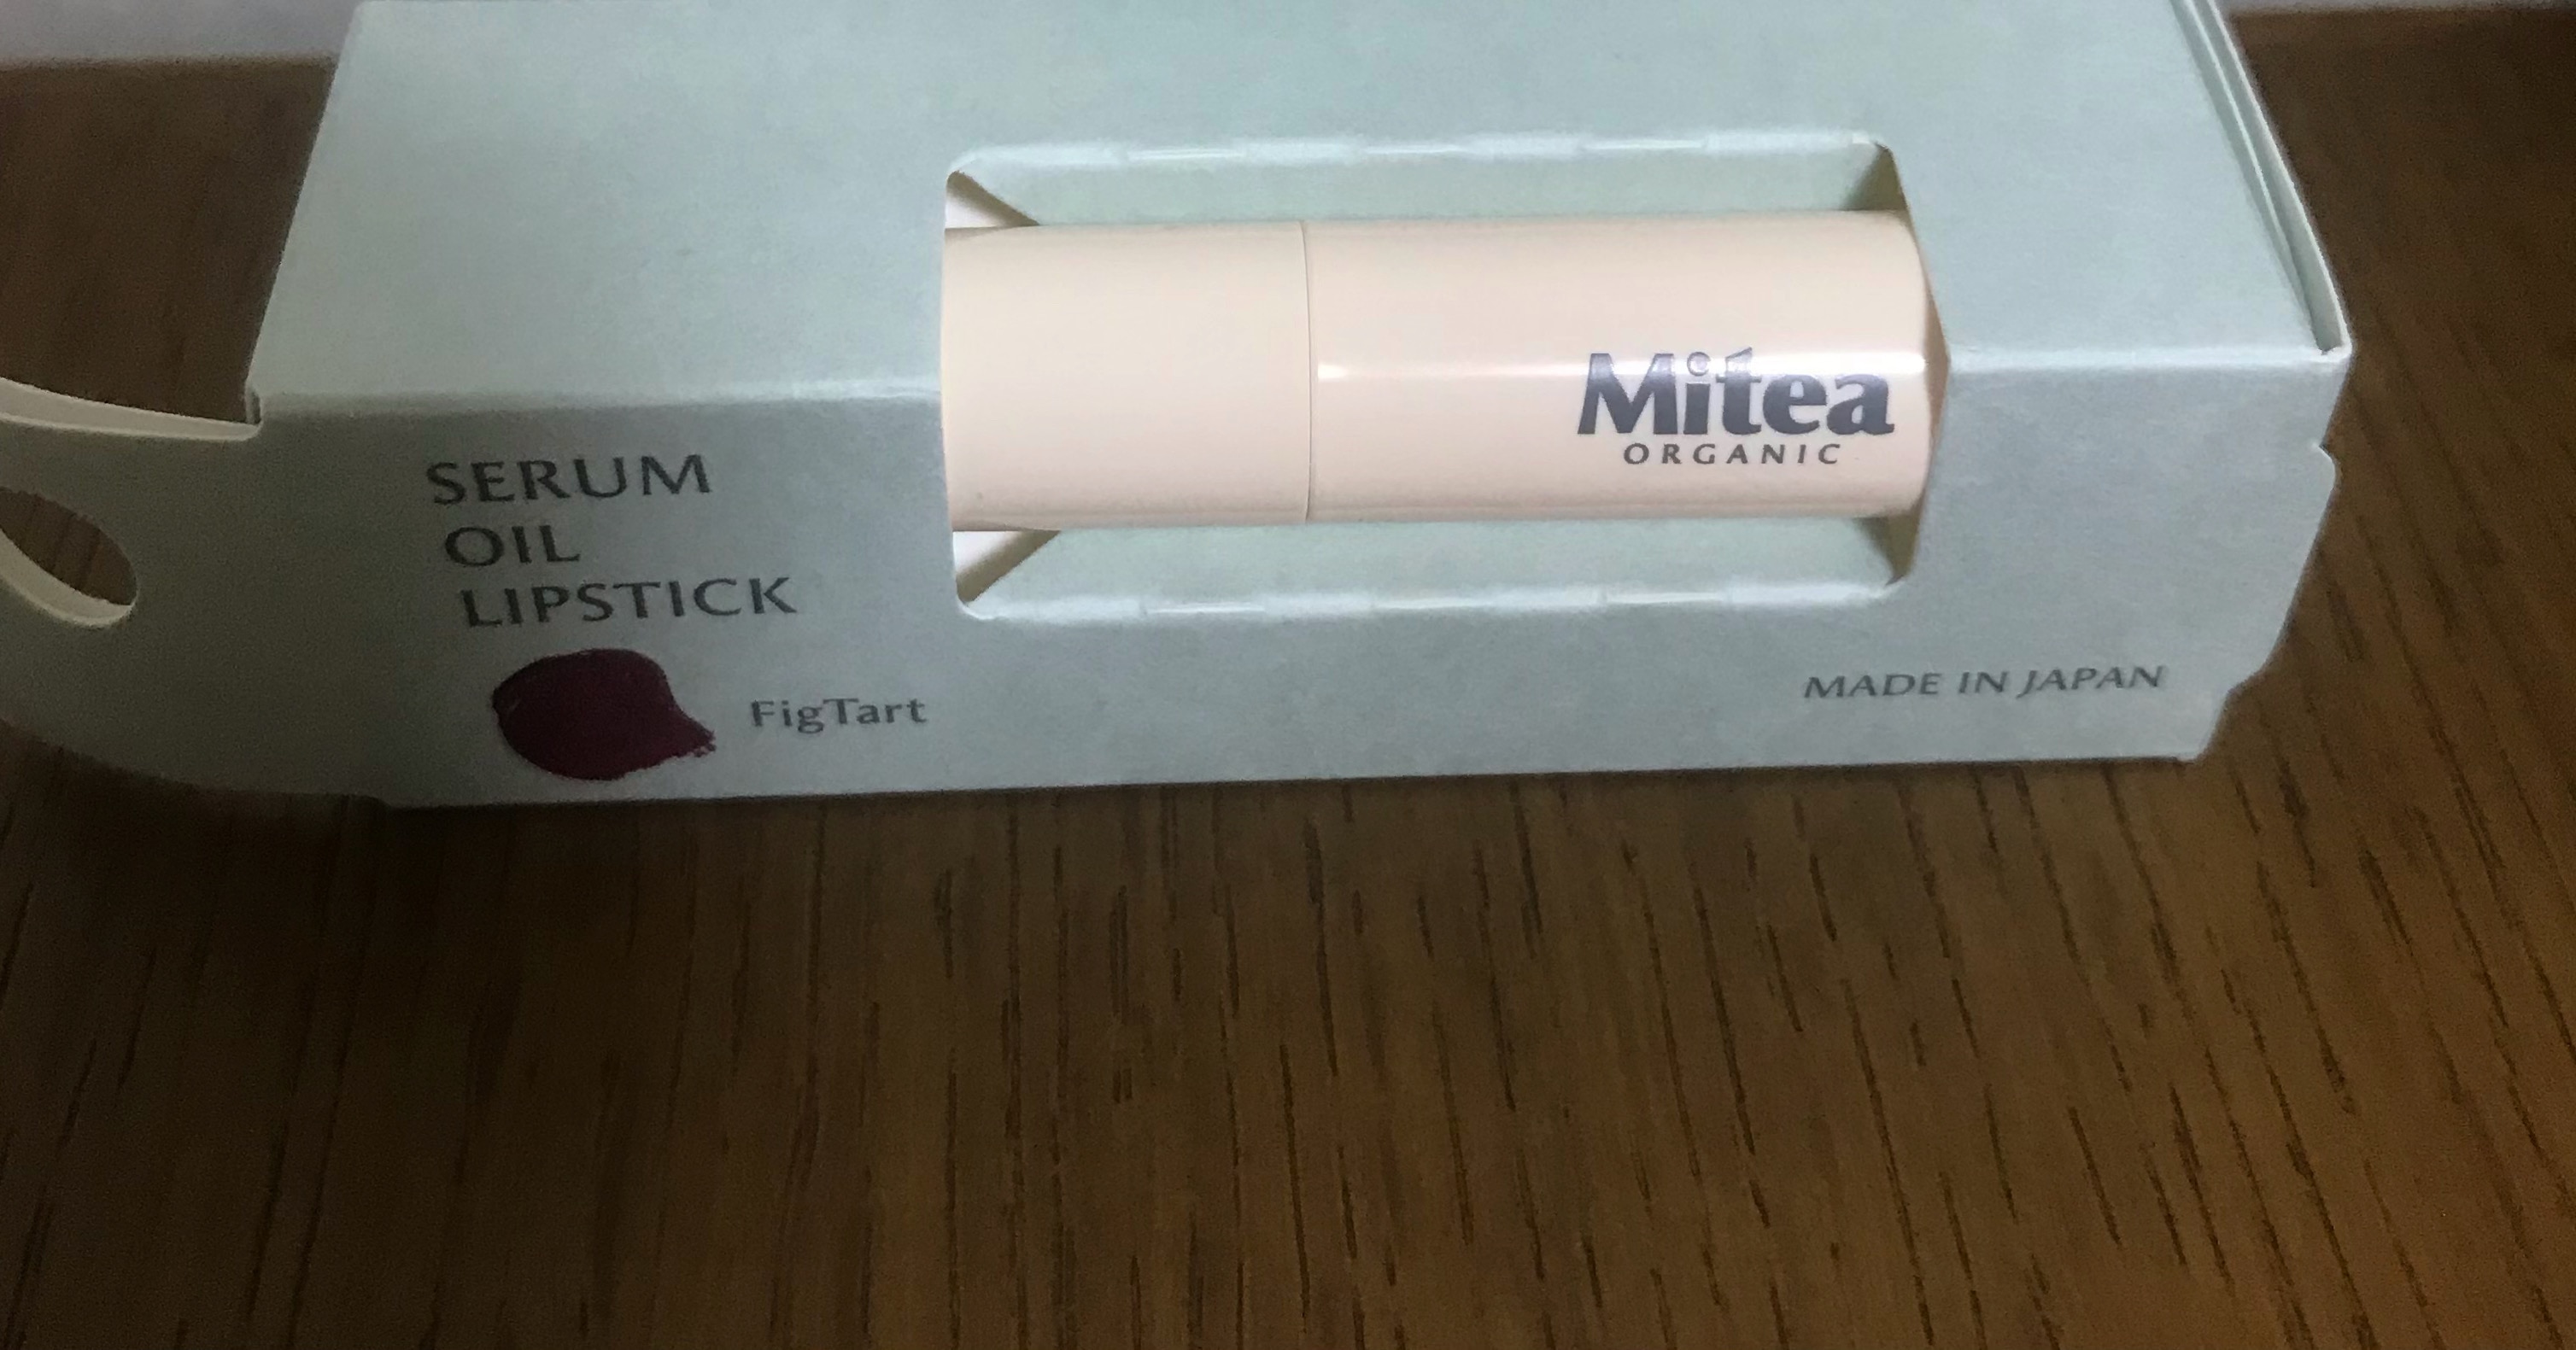 SERUM
OIL
LIPSTICK
FigTart
Mitea
ORGANIC
MADE IN JAPAN